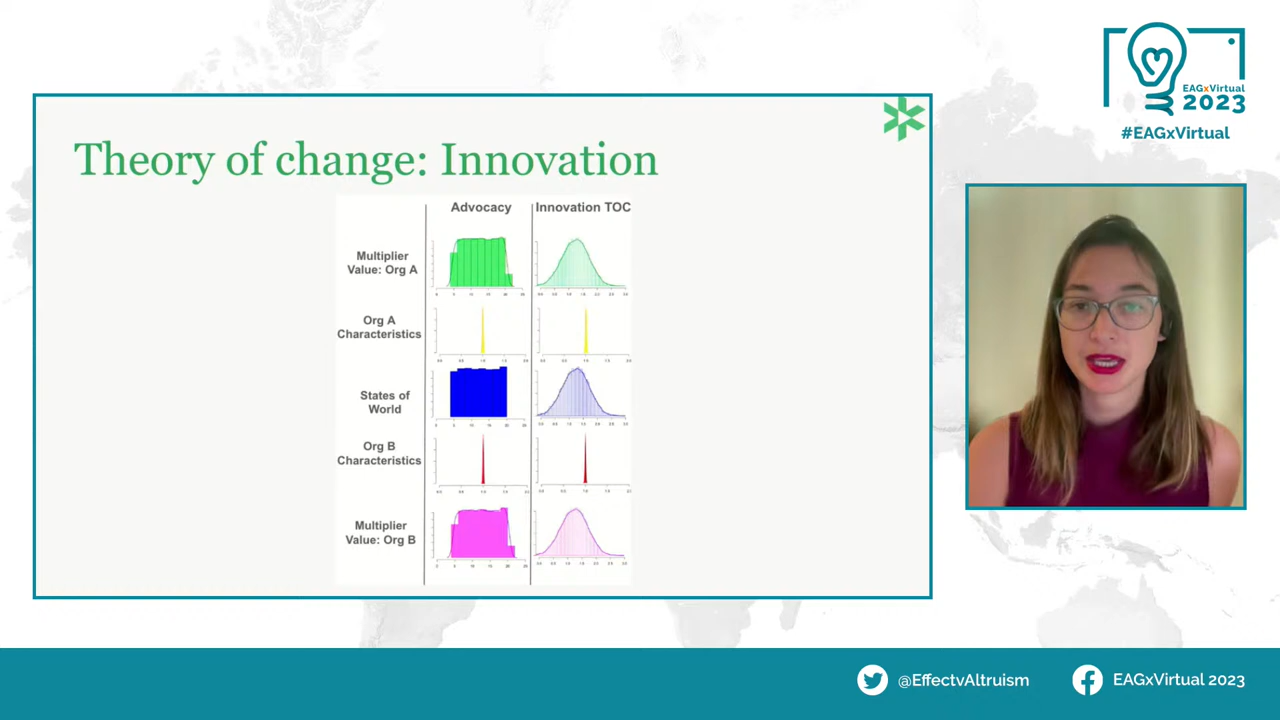 EAGxVirtual
2023
#EAGxVirtual
Theory of change: Innovation
Advocacy
Innovation TOC
Multiplier
Value: Org A
Org A
Characteristics
States of
World
Org B
Characteristics
Multiplier
Value: Org B
@EffectvAltruism
EAGxVirtual 2023